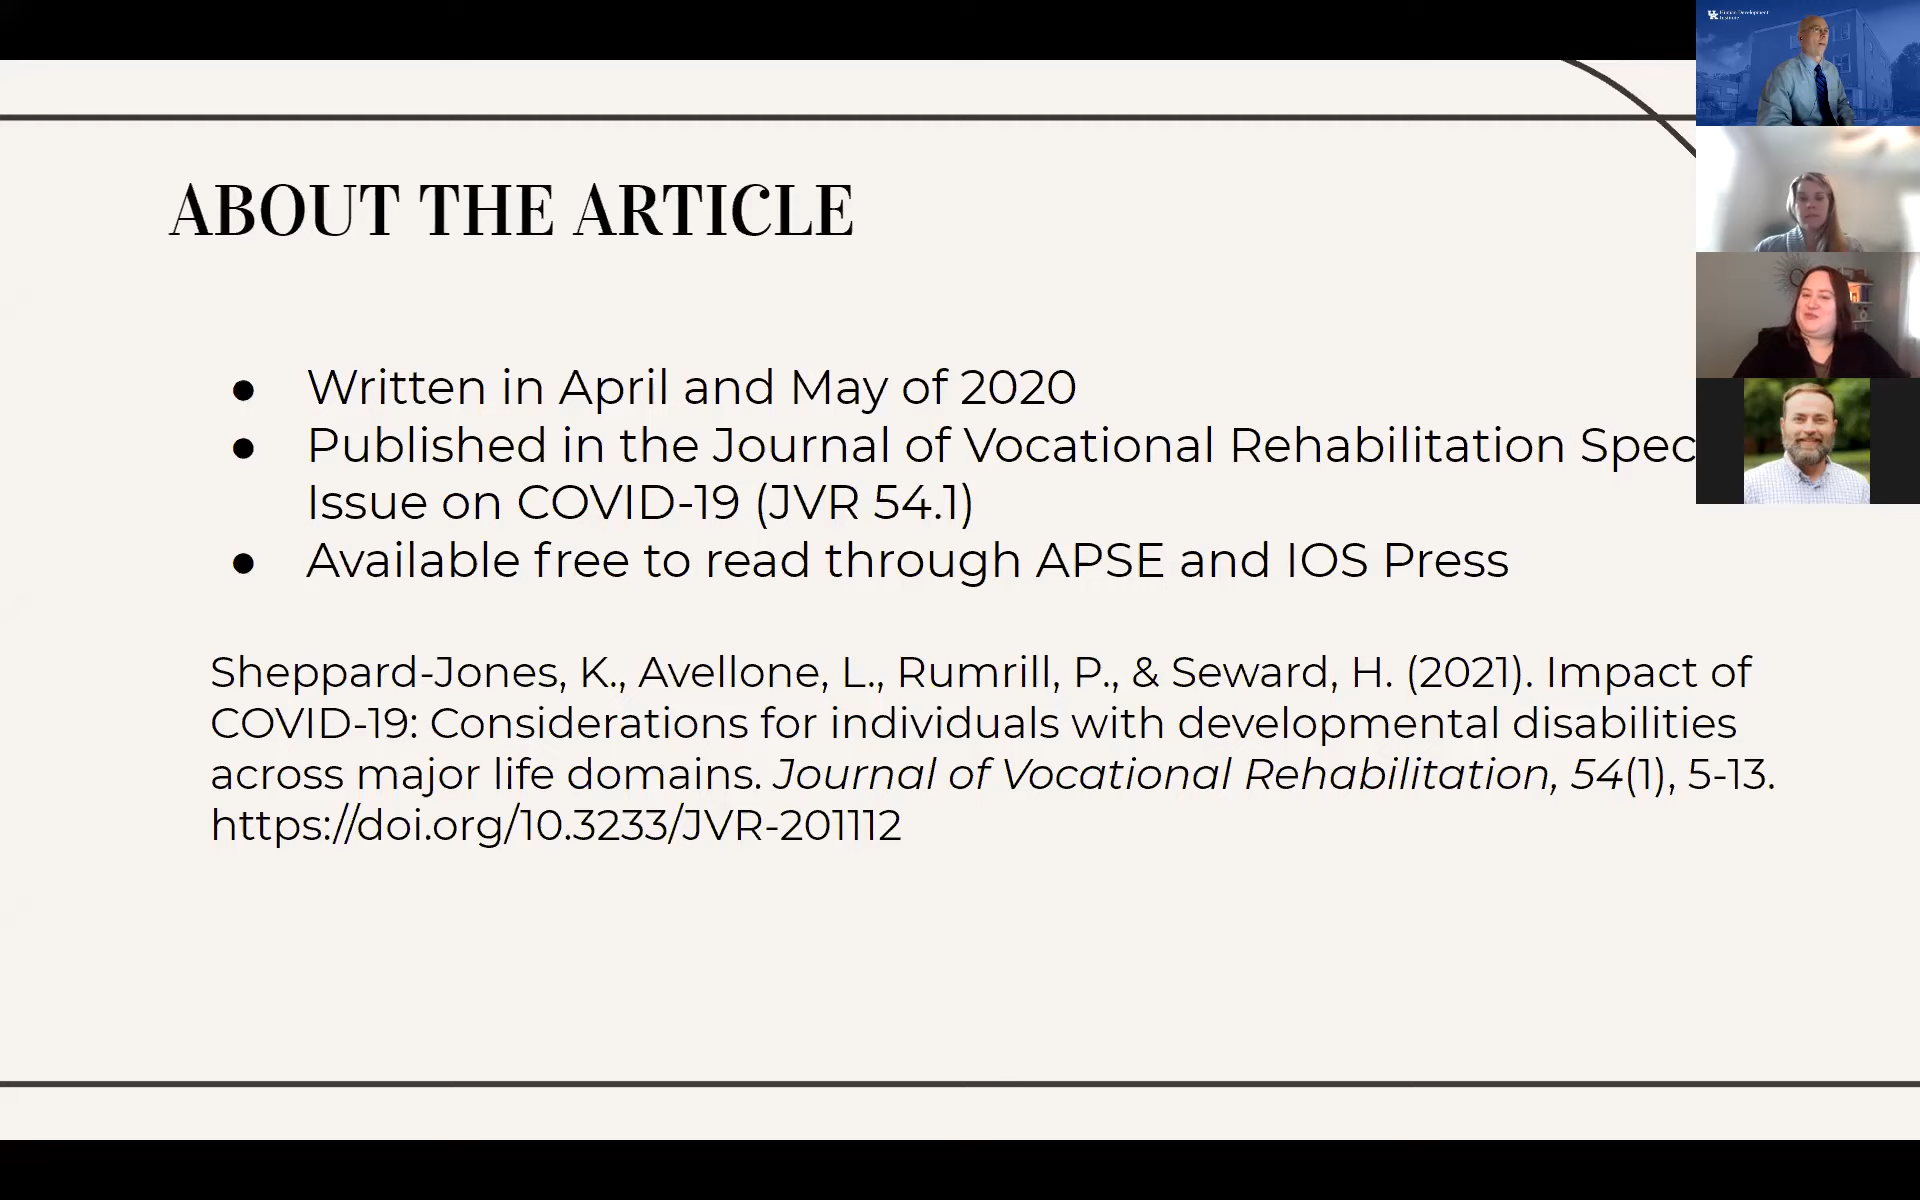 Human Development
Institute
ABOUT THE ARTICLE
● Written in April and May of 2020
● Published in the Journal of Vocational Rehabilitation Spec
Issue on COVID-19 (JVR 54.1)
● Available free to read through APSE and IOS Press
Sheppard-Jones, K., Avellone, L., Rumrill, P., & Seward, H. (2021). Impact of
COVID-19: Considerations for individuals with developmental disabilities
across major life domains. Journal of Vocational Rehabilitation, 54(1), 5-13.
https://doi.org/10.3233/JVR-201112